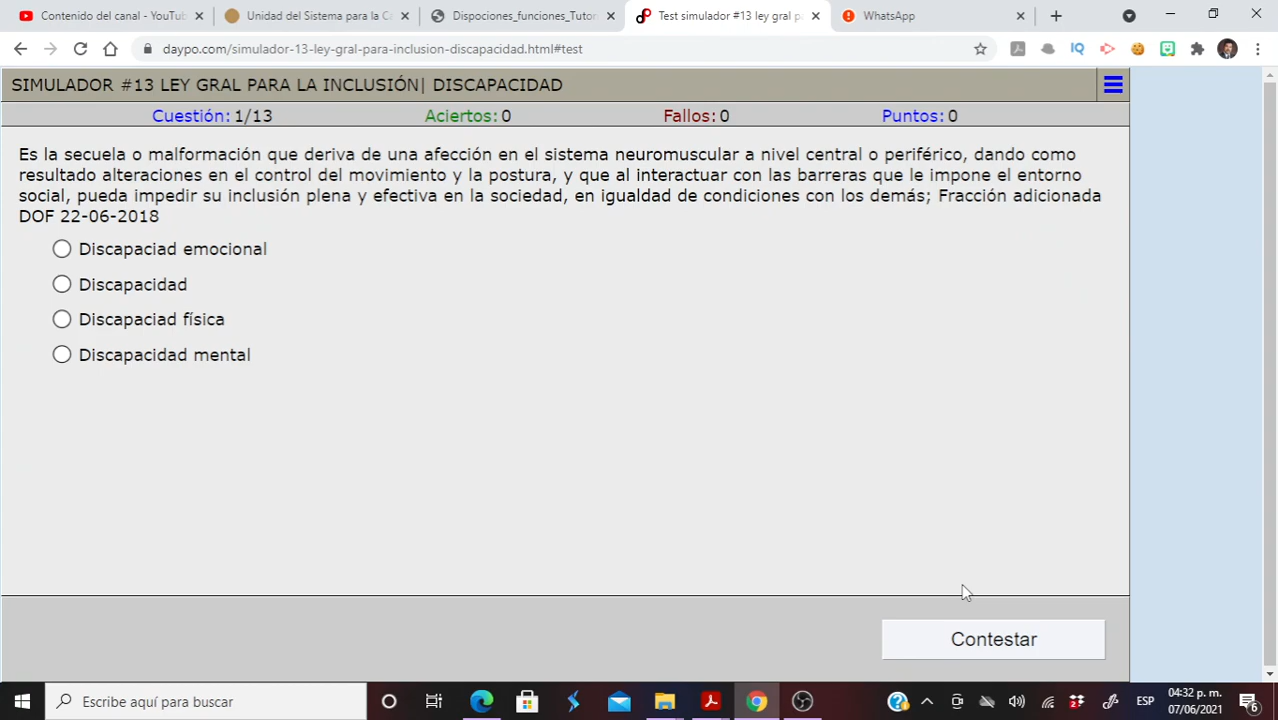 Contenido del canal - YouTu
Unidad del Sistema para la Ca
Dispociones_funciones_Tutor
Test simulador #13 ley gral p
WhatsApp
daypo.com/simulador-13-ley-gral-para-inclusion-discapacidad.html#test
SIMULADOR #13 LEY GRAL PARA LA INCLUSIÓN| DISCAPACIDAD
Cuestión: 1/13 Aciertos: 0 Fallos: 0 Puntos: 0
Es la secuela o malformación que deriva de una afección en el sistema neuromuscular a nivel central o periférico, dando como
resultado alteraciones en el control del movimiento y la postura, y que al interactuar con las barreras que le impone el entorno
social, pueda impedir su inclusión plena y efectiva en la sociedad, en igualdad de condiciones con los demás; Fracción adicionada
DOF 22-06-2018
Discapaciad emocional
Discapacidad
Discapaciad física
Discapacidad mental
Contestar
Escribe aquí para buscar
ESP
04:32 p. m.
07/06/2021
6